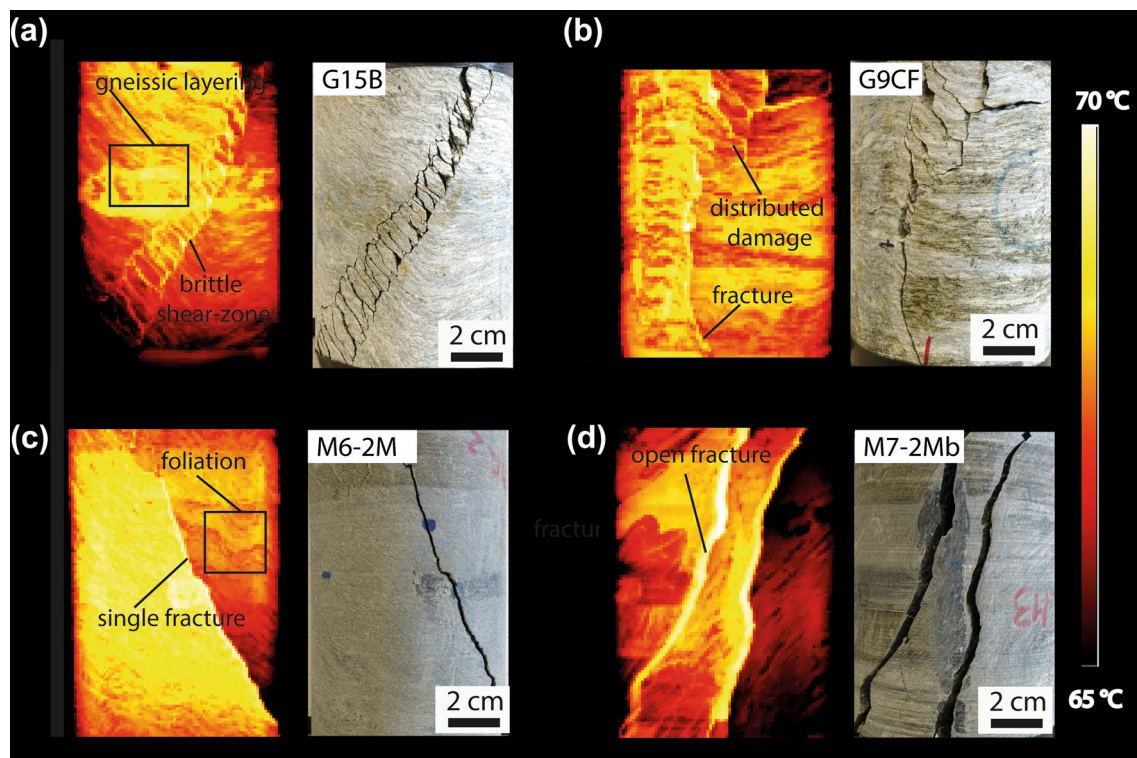 (a)
gneissic layering
G15B
brittle
shear-zone
2 cm
(b)
G9CF
distributed
damage
fracture
2 cm
70 °C
65 °C
(c)
foliation
single fracture
M6-2M
2 cm
(d)
open fracture
M7-2Mb
fractur
2 cm